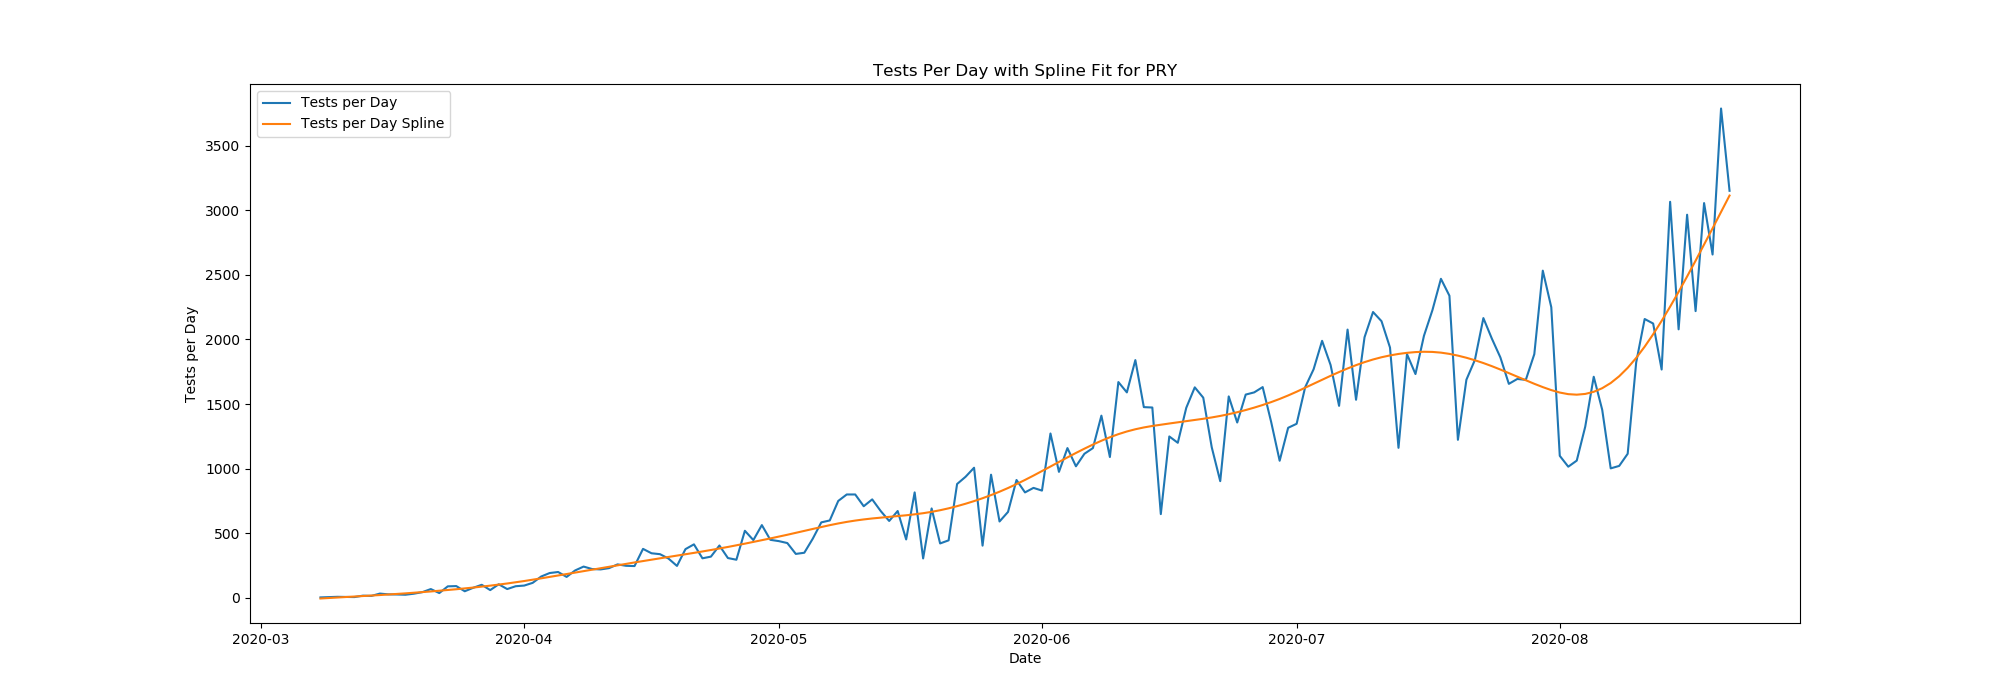 Tests Per Day with Spline Fit for PRY
Tests per Day
Tests per Day Spline
3500
3000
2500
2000
1500
1000
500
0
Tests per Day
2020-03 2020-04 2020-05 2020-06 2020-07 2020-08
Date